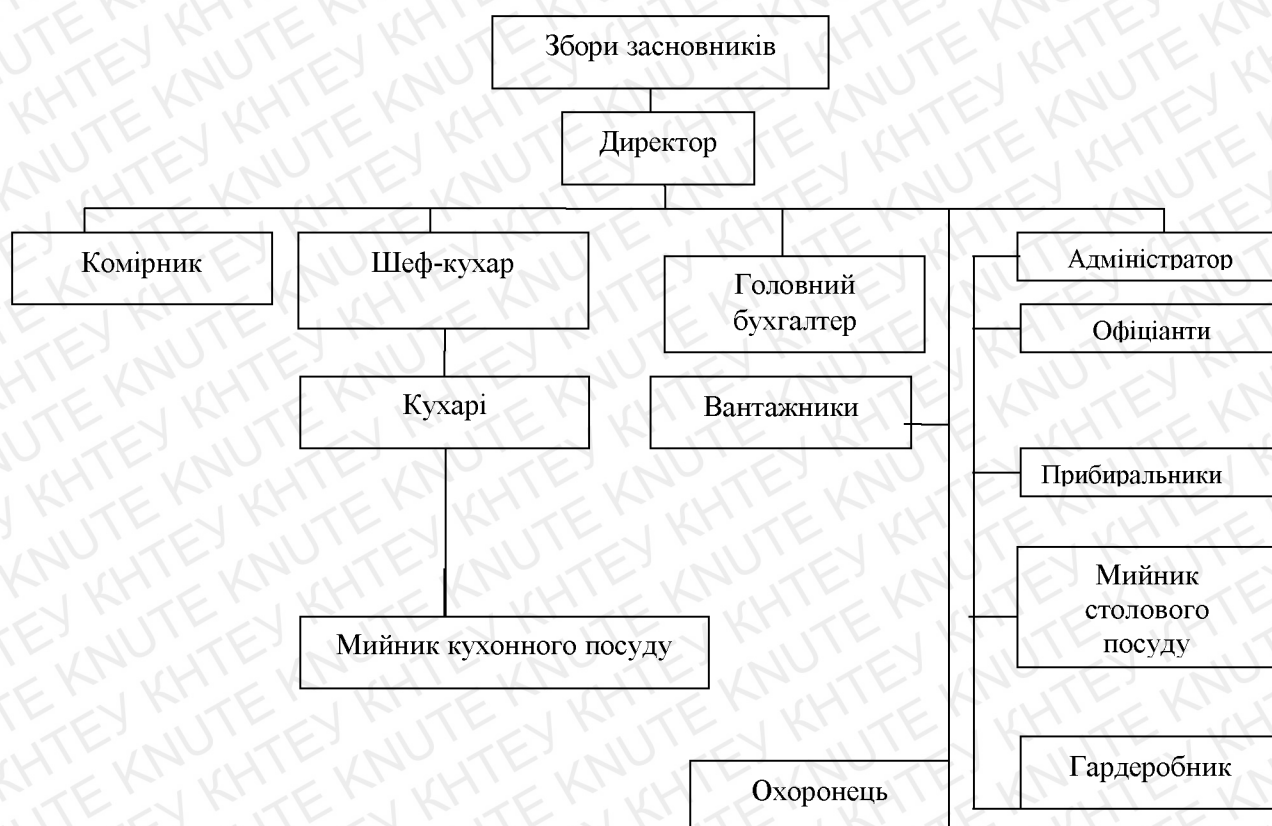 Збори засновників
Директор
Комірник
Шеф-кухар
Головний
бухгалтер
Адміністратор
Офіціанти
Кухарі
Вантажники
Прибиральники
Мийник
столового
посуду
Мийник кухонного посуду
Гардеробник
Охоронець